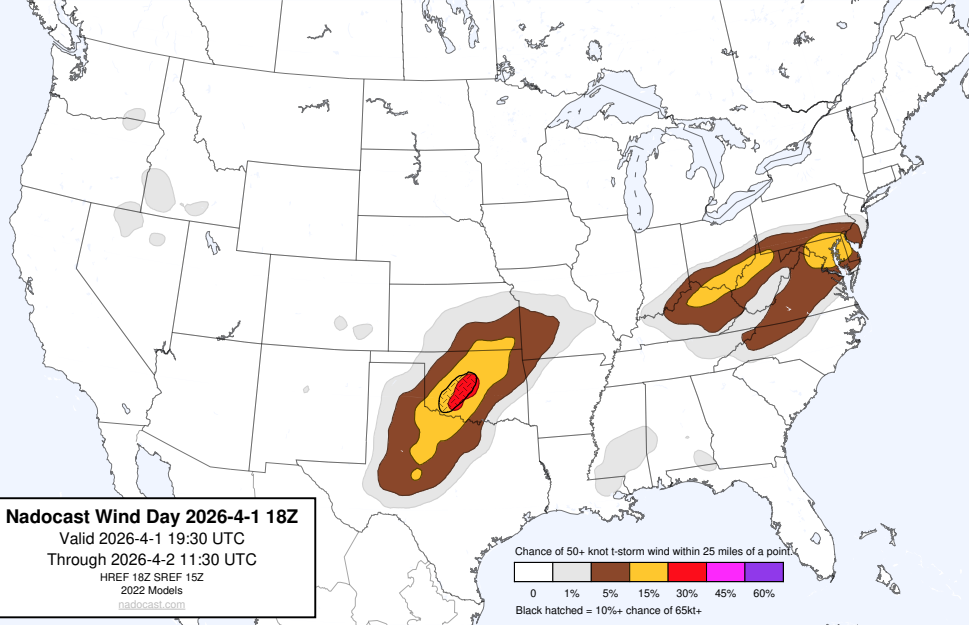 Nadocast Wind Day 2026-4-1 18Z
Valid 2026-4-1 19:30 UTC
Through 2026-4-2 11:30 UTC
HREF 18Z SREF 15Z
2022 Models
nadocast.com
Chance of 50+ knot t-storm wind within 25 miles of a point.
0 1% 5% 15% 30% 45% 60%
Black hatched = 10%+ chance of 65kt+